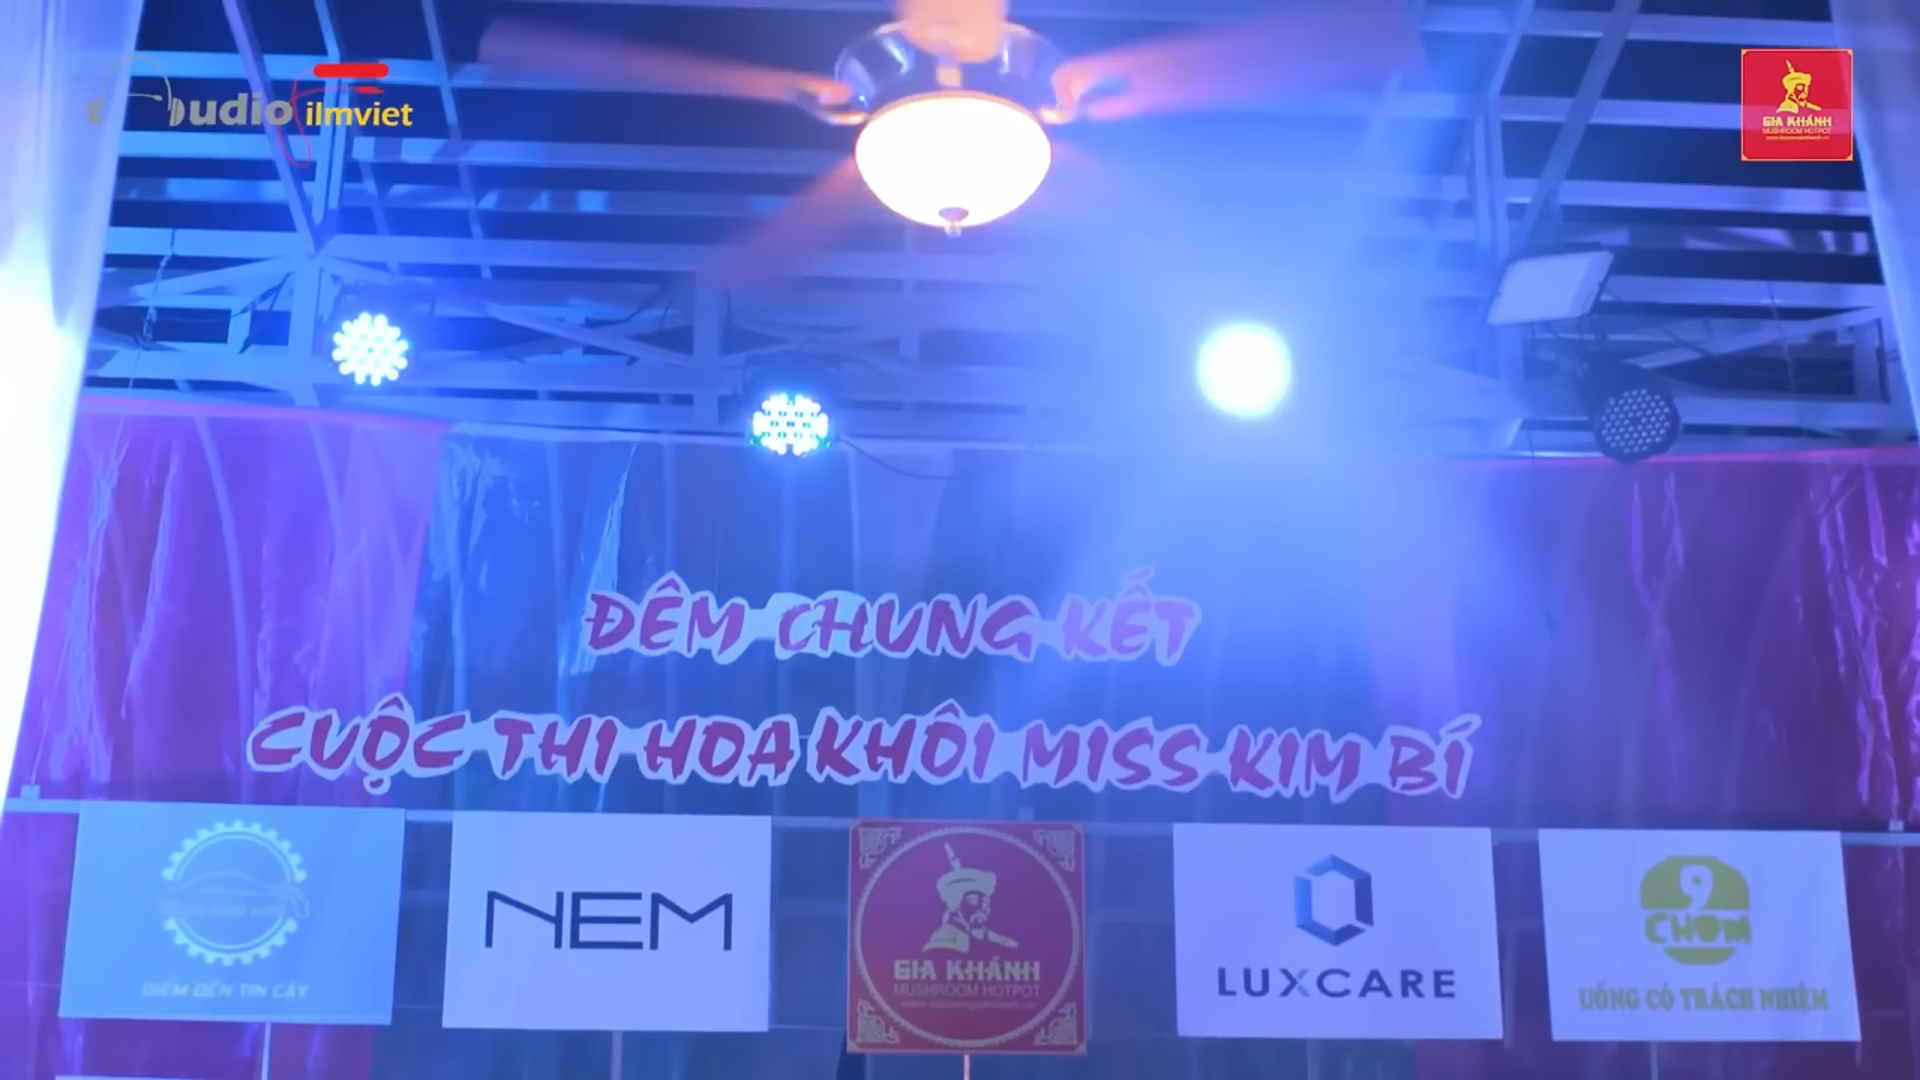 udio
ilmviet
GIA KHÁNH
MUSHROOM HOTPOT
ĐÊM CHUNG KẾT
CUỘC THI HOA KHÔI MISS KIM BÍ
ĐIỂM ĐẾN TIN CẬY
NEM
GIA KHÁNH
MUSHROOM HOTPOT
LUXCARE
9
CHOM
UỐNG CÓ TRÁCH NHIỆM